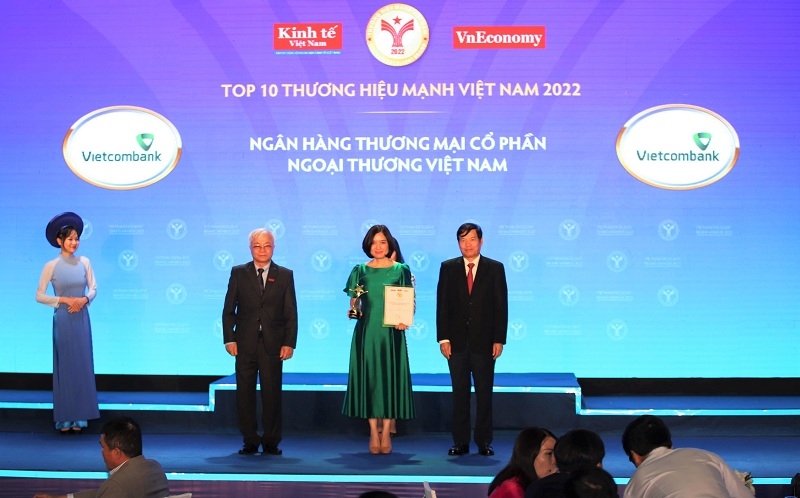 Kinh tế
Việt Nam
VnEconomy
2022
TOP 10 THƯƠNG HIỆU MẠNH VIỆT NAM 2022
Vietcombank
NGÂN HÀNG THƯƠNG MẠI CỔ PHẦN
NGOẠI THƯƠNG VIỆT NAM
Vietcombank